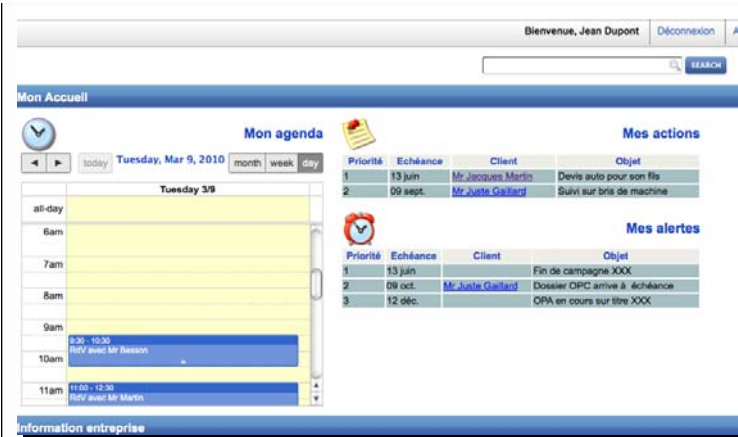 Bienvenue, Jean Dupont Déconnexion A
SEARCH
Mon Accueil
Mon agenda
today Tuesday, Mar 9, 2010 month week day
Tuesday 3/9
all-day
6am
7am
8am
9am
9:30 - 10:30
RdV avec Mr Besson
10am
11am
11:00 - 12:30
RdV avec Mr Martin
Mes actions
Priorité Echéance Client Objet
1 13 juin Mr Jacques Martin Devis auto pour son fils
2 09 sept. Mr Juste Gaillard Suivi sur bris de machine
Mes alertes
Priorité Echéance Client Objet
1 13 juin Fin de campagne XXX
2 09 oct. Mr Juste Gaillard Dossier OPC arrive à échéance
3 12 déc. OPA en cours sur titre XXX
Information entreprise